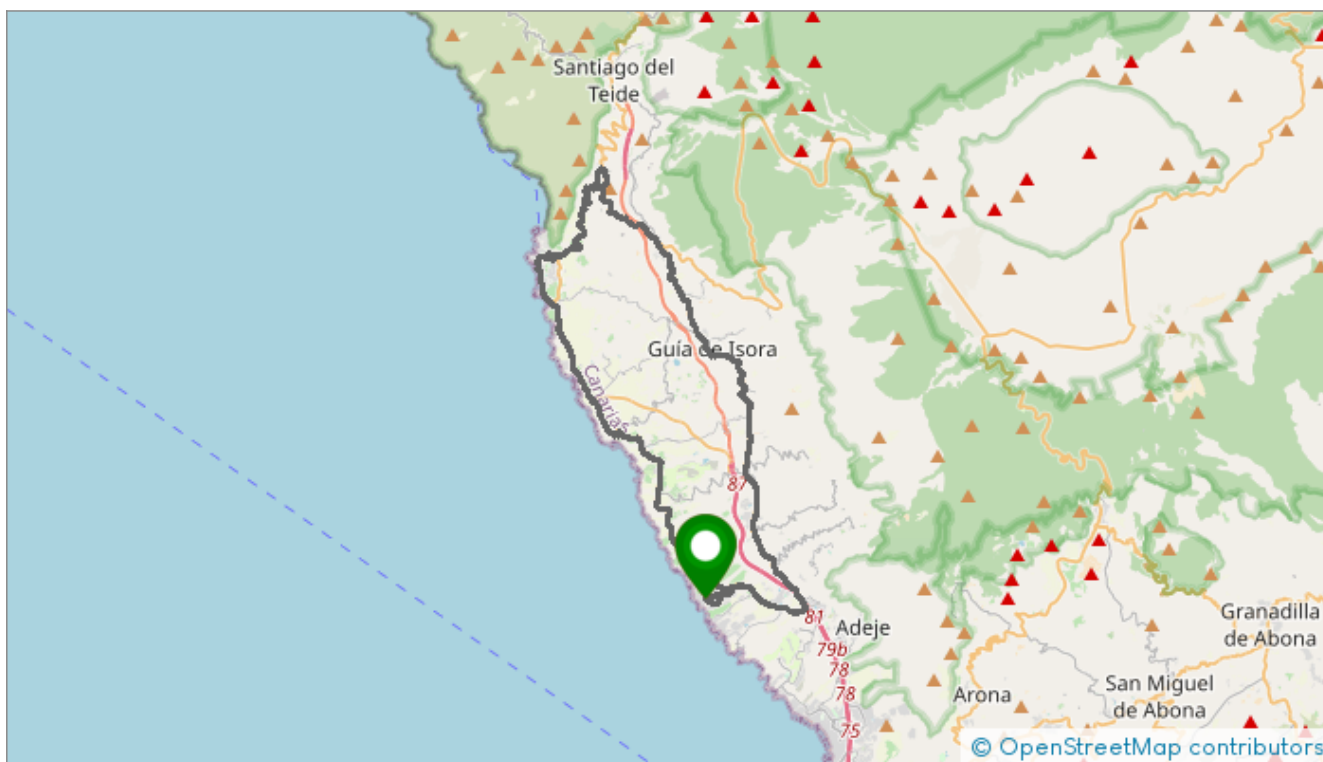 Santiago del
Teide
Guía de Isora
Canarias
87
81
Adeje
79b
78
78
75
Arona
Granadilla
de Abona
San Miguel
de Abona
© OpenStreetMap contributors